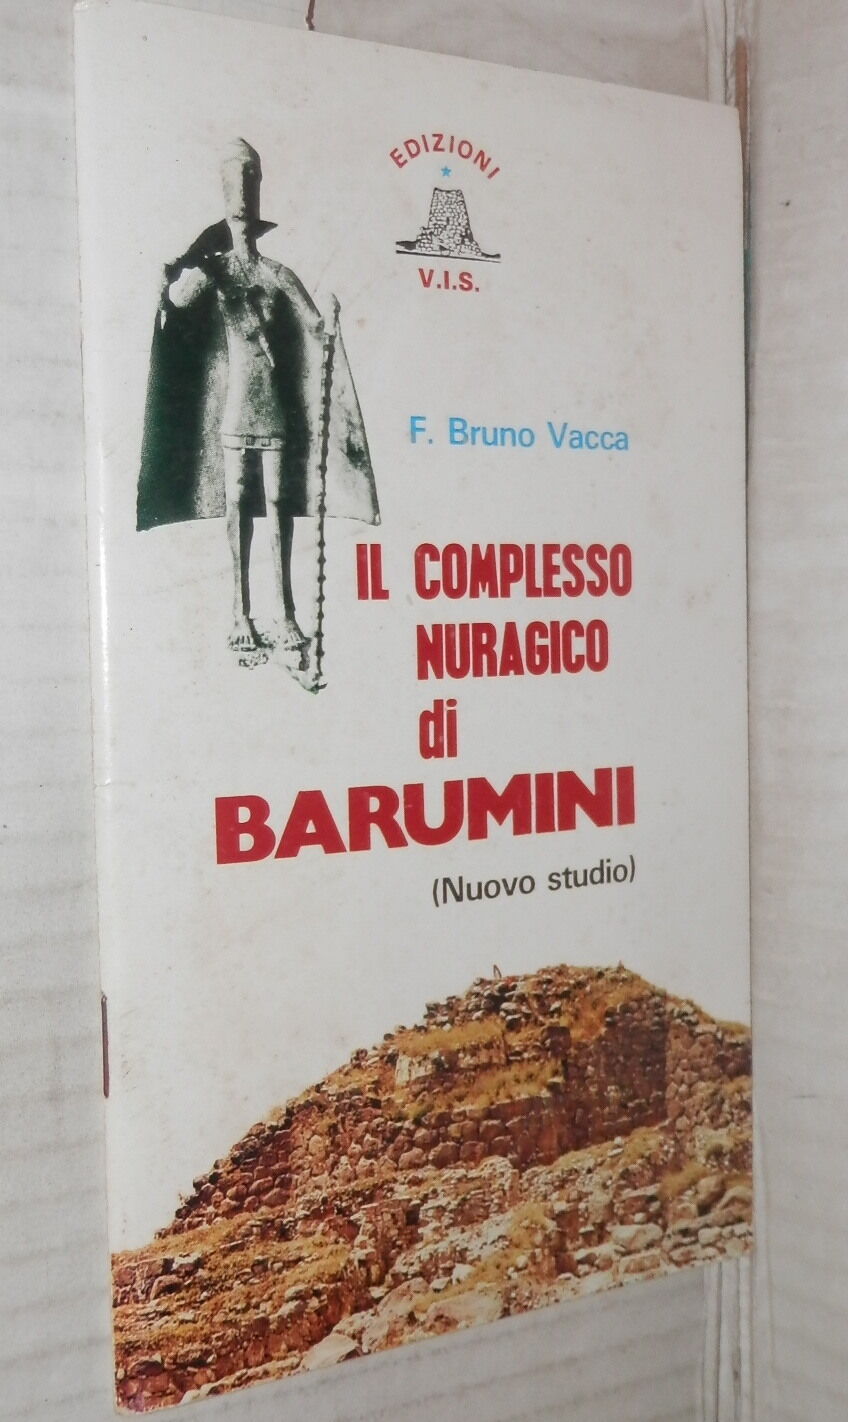 EDIZIONI
V.I.S.
F. Bruno Vacca
IL COMPLESSO
NURAGICO
di
BARUMINI
(Nuovo studio)